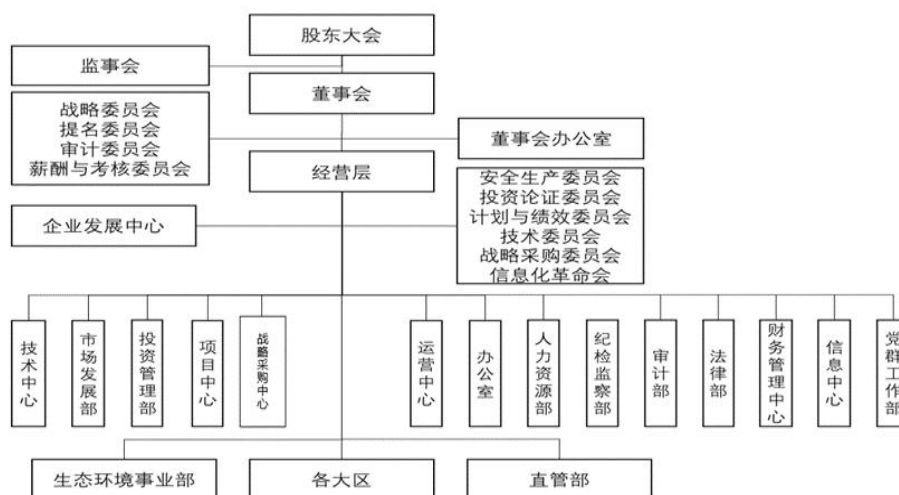 股东大会
监事会
董事会
战略委员会
提名委员会
审计委员会
薪酬与考核委员会
董事会办公室
经营层
安全生产委员会
投资论证委员会
计划与绩效委员会
技术委员会
战略采购委员会
信息化革命会
企业发展中心
技术中心
市场发展部
投资管理部
项目中心
战略采购中心
运营中心
办公室
人力资源部
纪检监察部
审计部
法律部
财务管理中心
信息中心
党群工作部
生态环境事业部
各大区
直管部